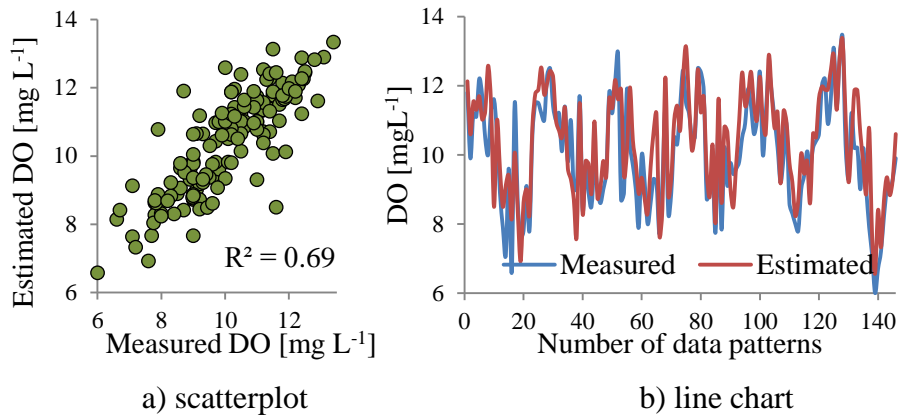 14
12
10
8
6
6 8 10 12
Estimated DO [mg L-1]
Measured DO [mg L-1]
R² = 0.69
a) scatterplot
14
12
10
8
6
0 20 40 60 80 100 120 140
DO [mgL-1]
Measured Estimated
Number of data patterns
b) line chart